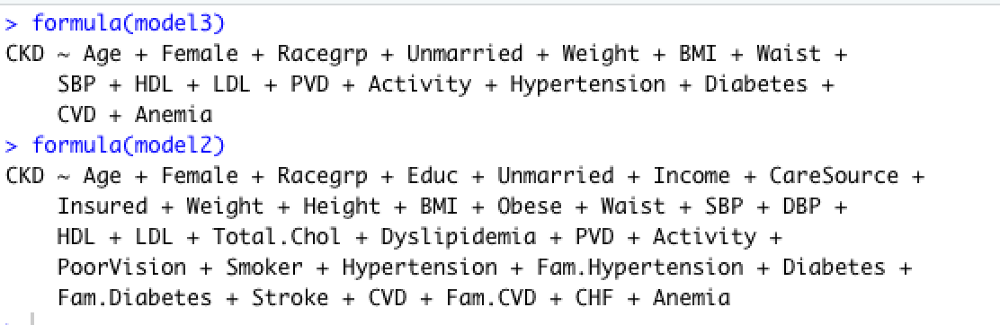 > formula(model3)
CKD ~ Age + Female + Racegrp + Unmarried + Weight + BMI + Waist +
SBP + HDL + LDL + PVD + Activity + Hypertension + Diabetes +
CVD + Anemia
> formula(model2)
CKD ~ Age + Female + Racegrp + Educ + Unmarried + Income + CareSource +
Insured + Weight + Height + BMI + Obese + Waist + SBP + DBP +
HDL + LDL + Total.Chol + Dyslipidemia + PVD + Activity +
PoorVision + Smoker + Hypertension + Fam.Hypertension + Diabetes +
Fam.Diabetes + Stroke + CVD + Fam.CVD + CHF + Anemia